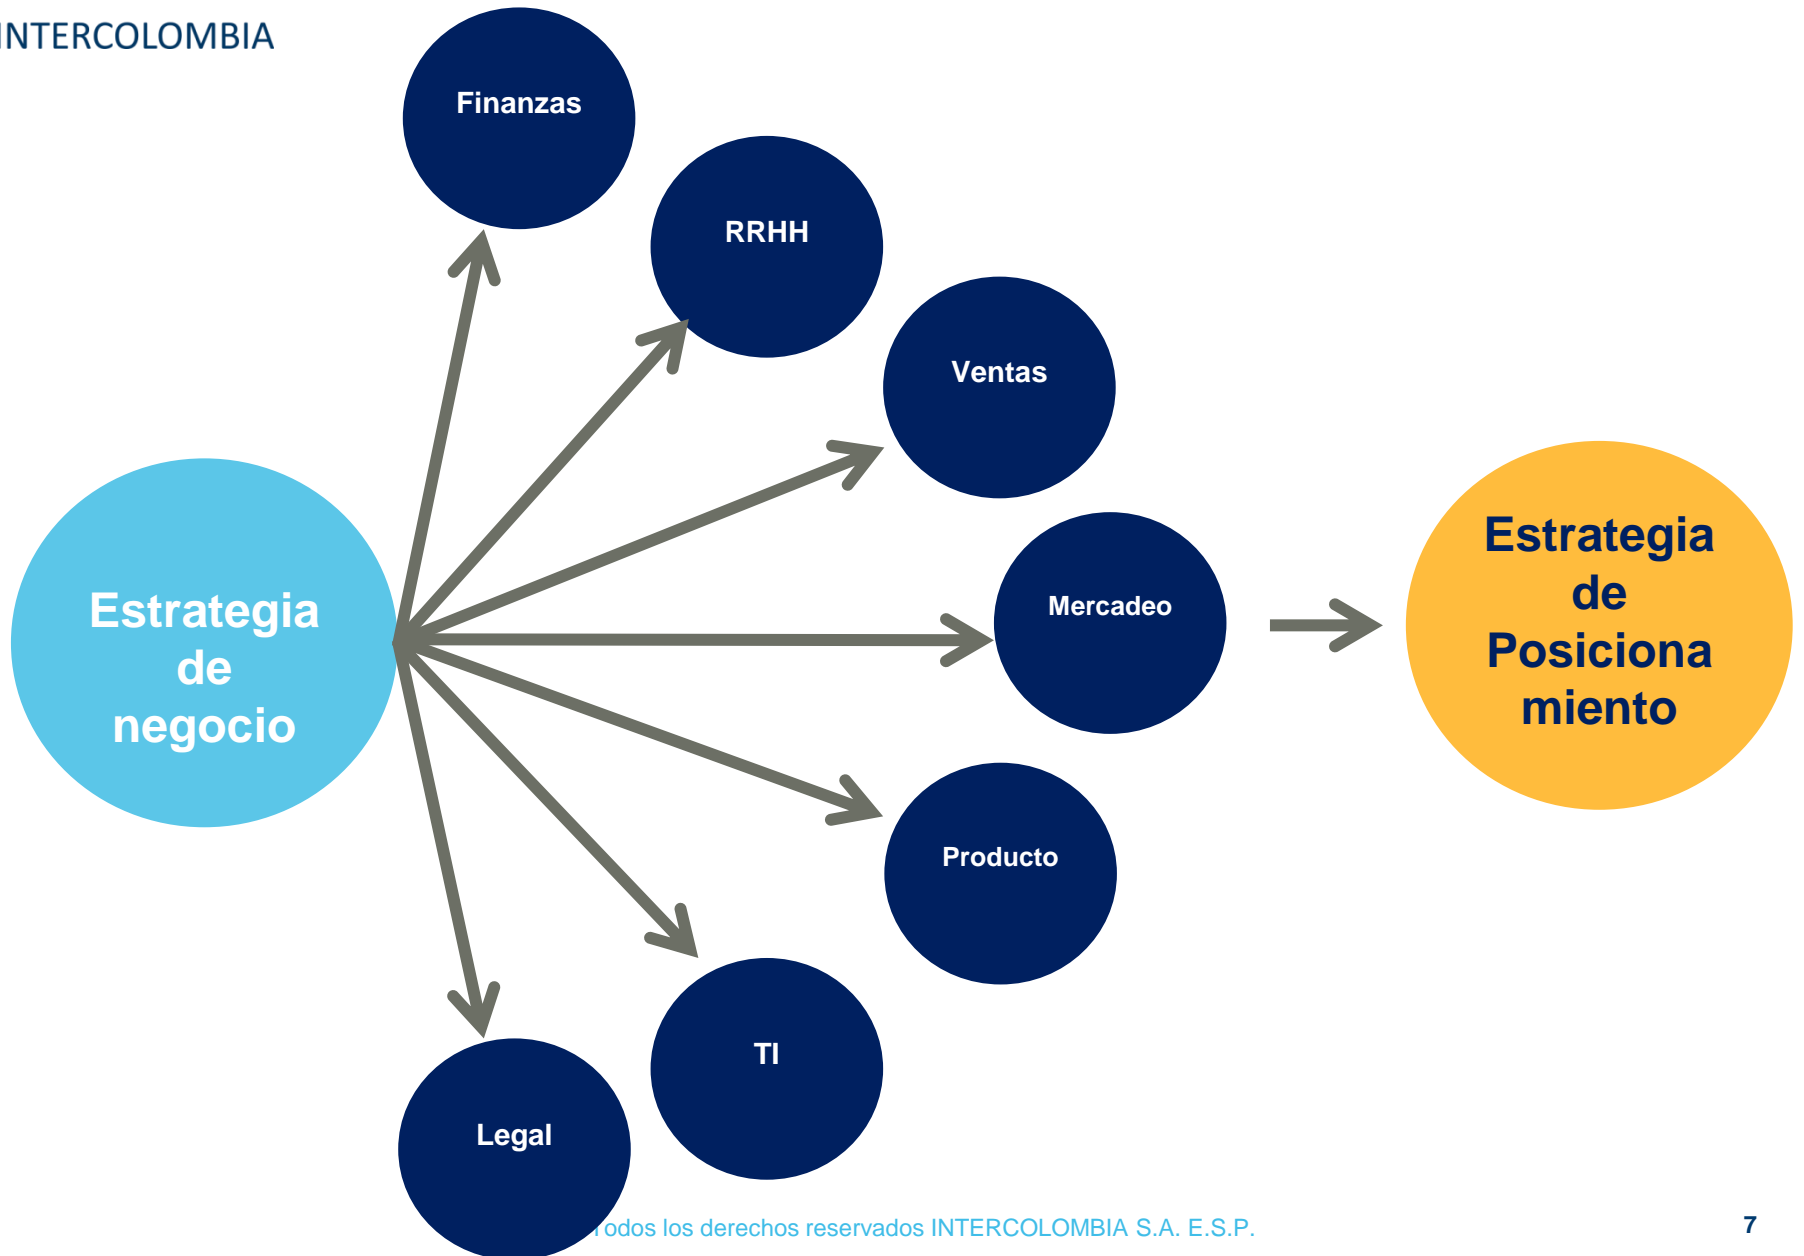 INTERCOLOMBIA
Finanzas
RRHH
Ventas
Estrategia
de
negocio
Mercadeo
Estrategia
de
Posiciona
miento
Producto
TI
Legal
odos los derechos reservados INTERCOLOMBIA S.A. E.S.P.
7